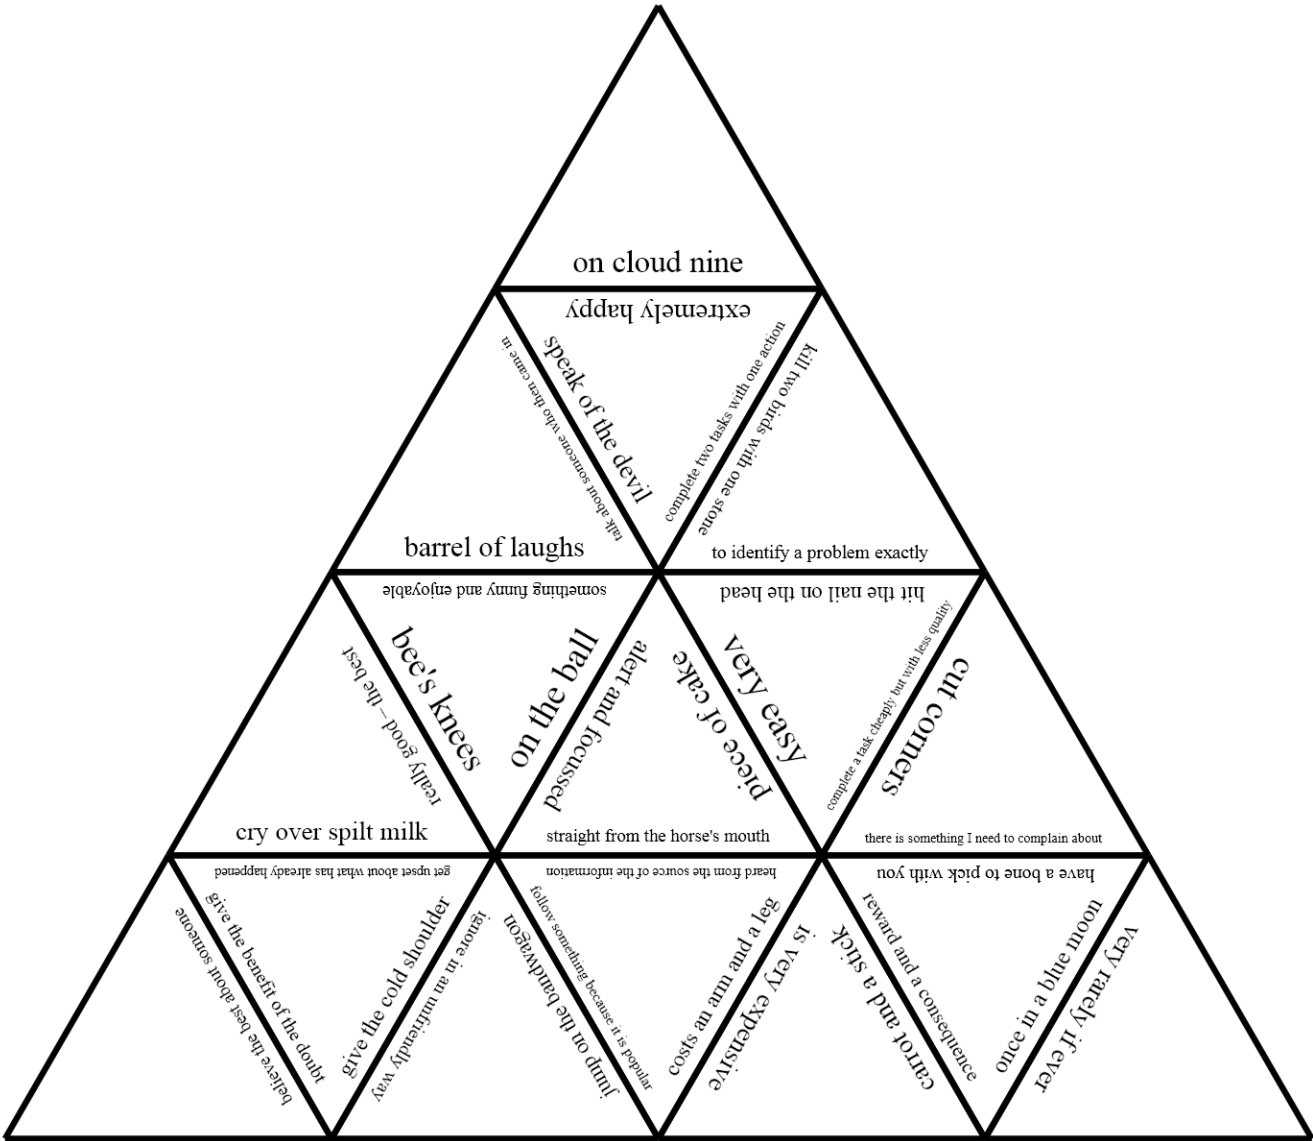 on cloud nine
extremely happy
speak of the devil
talk about someone who then came in
complete two tasks with one action
kill two birds with one stone
barrel of laughs
something funny and enjoyable
to identify a problem exactly
hit the nail on the head
bee's knees
really good – the best
on the ball
alert and focussed
piece of cake
very easy
complete a task cheaply but with less quality
cut corners
cry over spilt milk
get upset about what has already happened
straight from the horse's mouth
heard from the source of the information
there is something I need to complain about
have a bone to pick with you
give the benefit of the doubt
believe the best about someone
give the cold shoulder
ignore in an unfriendly way
follow something because it is popular
jump on the bandwagon
costs an arm and a leg
is very expensive
reward and a consequence
carrot and a stick
once in a blue moon
very rarely if ever